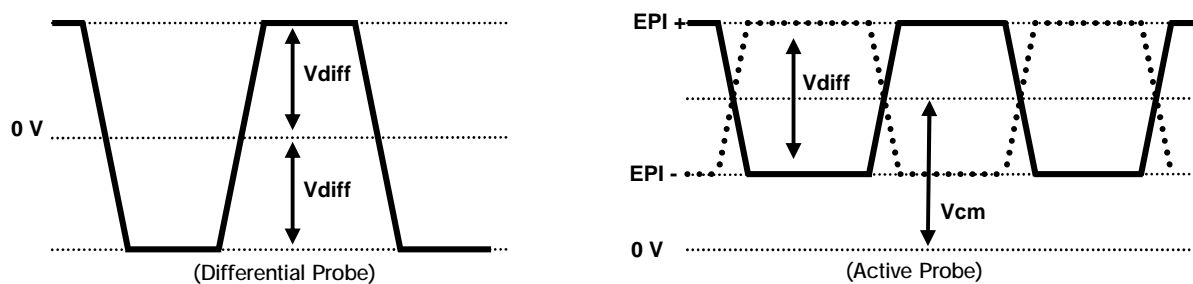 Vdiff
0 V
Vdiff
(Differential Probe)
EPI +
Vdiff
EPI -
Vcm
0 V
(Active Probe)